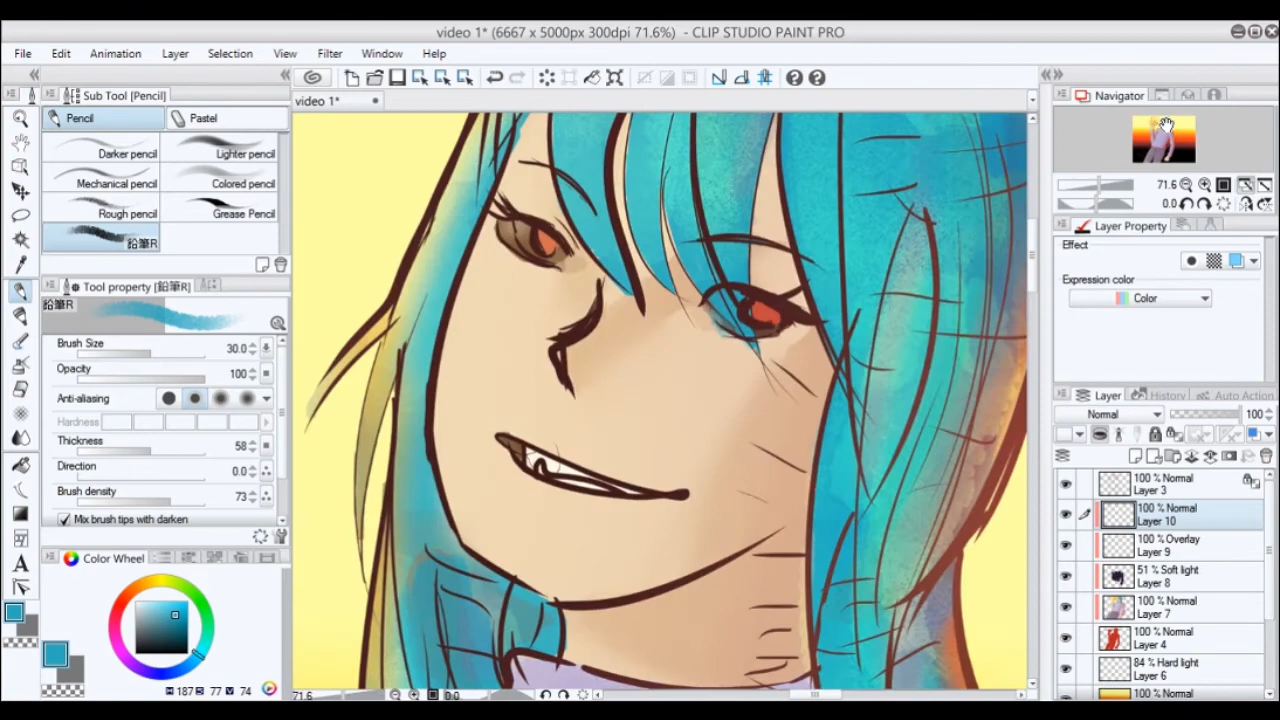 video 1* (6667 x 5000px 300dpi 71.6%) - CLIP STUDIO PAINT PRO
File Edit Animation Layer Selection View Filter Window Help
Sub Tool [Pencil]
video 1*
Navigator
Pencil Pastel
Darker pencil Lighter pencil
Mechanical pencil Colored pencil
Rough pencil Grease Pencil
鉛筆R
71.6
0.0
Layer Property
Effect
Expression color
Color
Tool property [鉛筆R]
鉛筆R
Brush Size 30.0
Opacity 100
Anti-aliasing
Hardness
Thickness 58
Direction 0.0
Brush density 73
Mix brush tips with darken
Color Wheel
H 187 S 77 V 74
Layer History Auto Action
Normal 100
100 % Normal
Layer 3
100 % Normal
Layer 10
100 % Overlay
Layer 9
51 % Soft light
Layer 8
100 % Normal
Layer 7
100 % Normal
Layer 4
84 % Hard light
Layer 6
100 % Normal
71.6 0.0